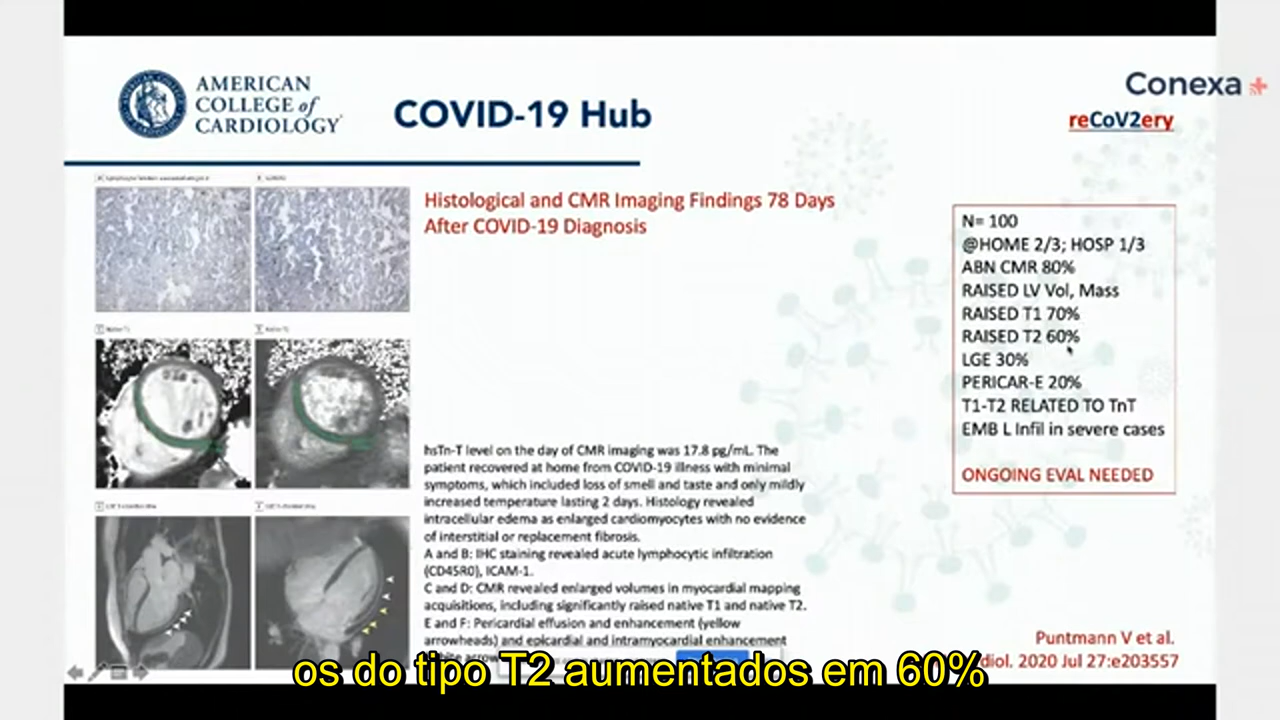 AMERICAN
COLLEGE of
CARDIOLOGY
COVID-19 Hub
Conexa
reCoV2ery
Histological and CMR Imaging Findings 78 Days
After COVID-19 Diagnosis
N= 100
@HOME 2/3; HOSP 1/3
ABN CMR 80%
RAISED LV Vol, Mass
RAISED T1 70%
RAISED T2 60%
LGE 30%
PERICAR-E 20%
T1-T2 RELATED TO TnT
EMB L Infil in severe cases
ONGOING EVAL NEEDED
hsTn-T level on the day of CMR imaging was 17.8 pg/mL. The
patient recovered at home from COVID-19 illness with minimal
symptoms, which included loss of smell and taste and only mildly
increased temperature lasting 2 days. Histology revealed
intracellular edema as enlarged cardiomyocytes with no evidence
of interstitial or replacement fibrosis.
A and B: IHC staining revealed acute lymphocytic infiltration
(CD45R0), ICAM-1.
C and D: CMR revealed enlarged volumes in myocardial mapping
acquisitions, including significantly raised native T1 and native T2.
E and F: Pericardial effusion and enhancement (yellow
arrowheads) and epicardial and intramyocardial enhancement
Puntmann V et al.
diol. 2020 Jul 27:e203557
os do tipo T2 aumentados em 60%